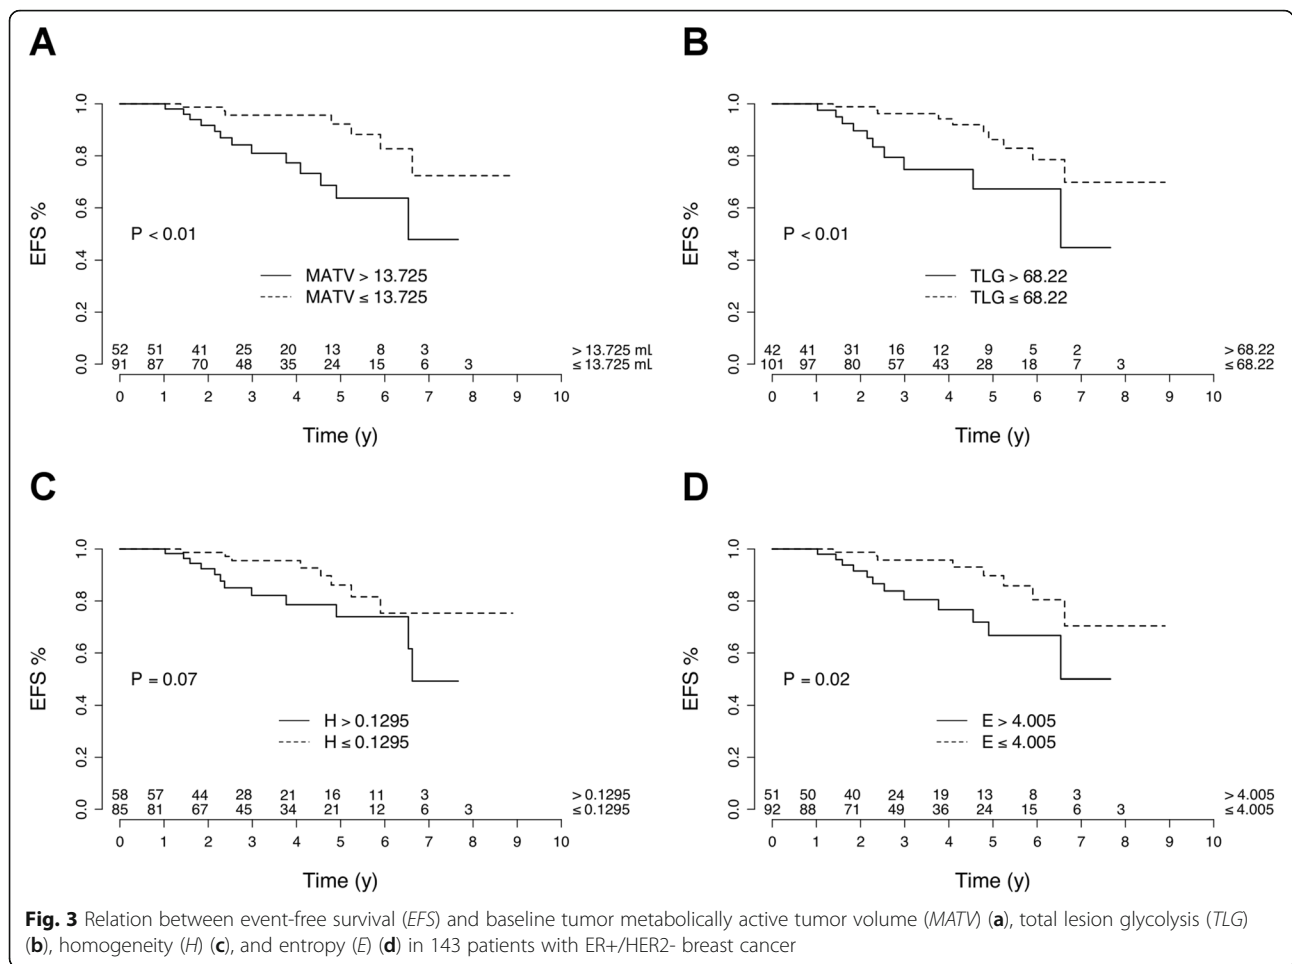 A
EFS %
1.0
0.8
0.6
0.4
0.2
0.0
P < 0.01
MATV > 13.725
MATV ≤ 13.725
52 51 41 25 20 13 8 3 > 13.725 mL
91 87 70 48 35 24 15 6 3 ≤ 13.725 mL
0 1 2 3 4 5 6 7 8 9 10
Time (y)
B
EFS %
1.0
0.8
0.6
0.4
0.2
0.0
P < 0.01
TLG > 68.22
TLG ≤ 68.22
42 41 31 16 12 9 5 2 > 68.22
101 97 80 57 43 28 18 7 3 ≤ 68.22
0 1 2 3 4 5 6 7 8 9 10
Time (y)
C
EFS %
1.0
0.8
0.6
0.4
0.2
0.0
P = 0.07
H > 0.1295
H ≤ 0.1295
58 57 44 28 21 16 11 3 > 0.1295
85 81 67 45 34 21 12 6 3 ≤ 0.1295
0 1 2 3 4 5 6 7 8 9 10
Time (y)
D
EFS %
1.0
0.8
0.6
0.4
0.2
0.0
P = 0.02
E > 4.005
E ≤ 4.005
51 50 40 24 19 13 8 3 > 4.005
92 88 71 49 36 24 15 6 3 ≤ 4.005
0 1 2 3 4 5 6 7 8 9 10
Time (y)
Fig. 3 Relation between event-free survival (EFS) and baseline tumor metabolically active tumor volume (MATV) (a), total lesion glycolysis (TLG)
(b), homogeneity (H) (c), and entropy (E) (d) in 143 patients with ER+/HER2- breast cancer